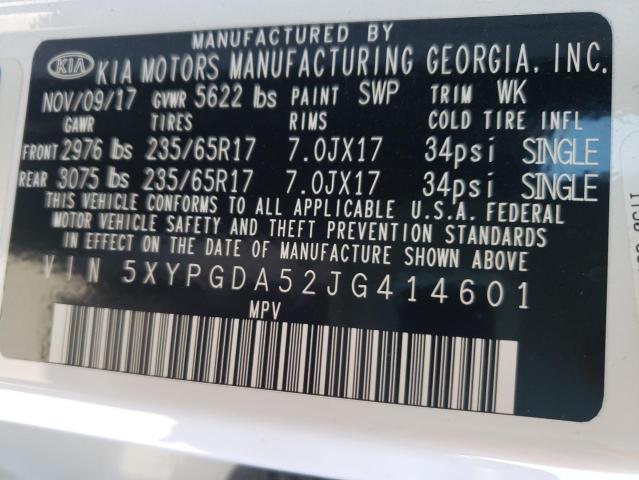 MANUFACTURED BY
KIA KIA MOTORS MANUFACTURING GEORGIA, INC.
NOV/09/17 GVWR 5622 lbs PAINT SWP TRIM WK
GAWR TIRES RIMS COLD TIRE INFL
FRONT 2976 lbs 235/65R17 7.0JX17 34psi SINGLE
REAR 3075 lbs 235/65R17 7.0JX17 34psi SINGLE
THIS VEHICLE CONFORMS TO ALL APPLICABLE U.S.A. FEDERAL
MOTOR VEHICLE SAFETY AND THEFT PREVENTION STANDARDS
IN EFFECT ON THE DATE OF MANUFACTURE SHOWN ABOVE
VIN 5XYPGDA52JG414601
MPV